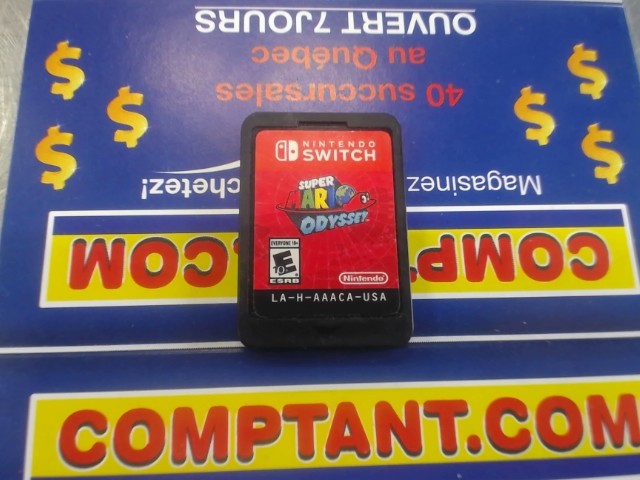 OUVERT 7JOURS
au Québec
40 succursales
Magasinez
chetez!
COMP
.COM
NINTENDO
SWITCH
SUPER
MARIO
ODYSSEY
EVERYONE 10+
E
10+
ESRB
Nintendo
LA-H-AAACA-USA
COMPTANT.COM